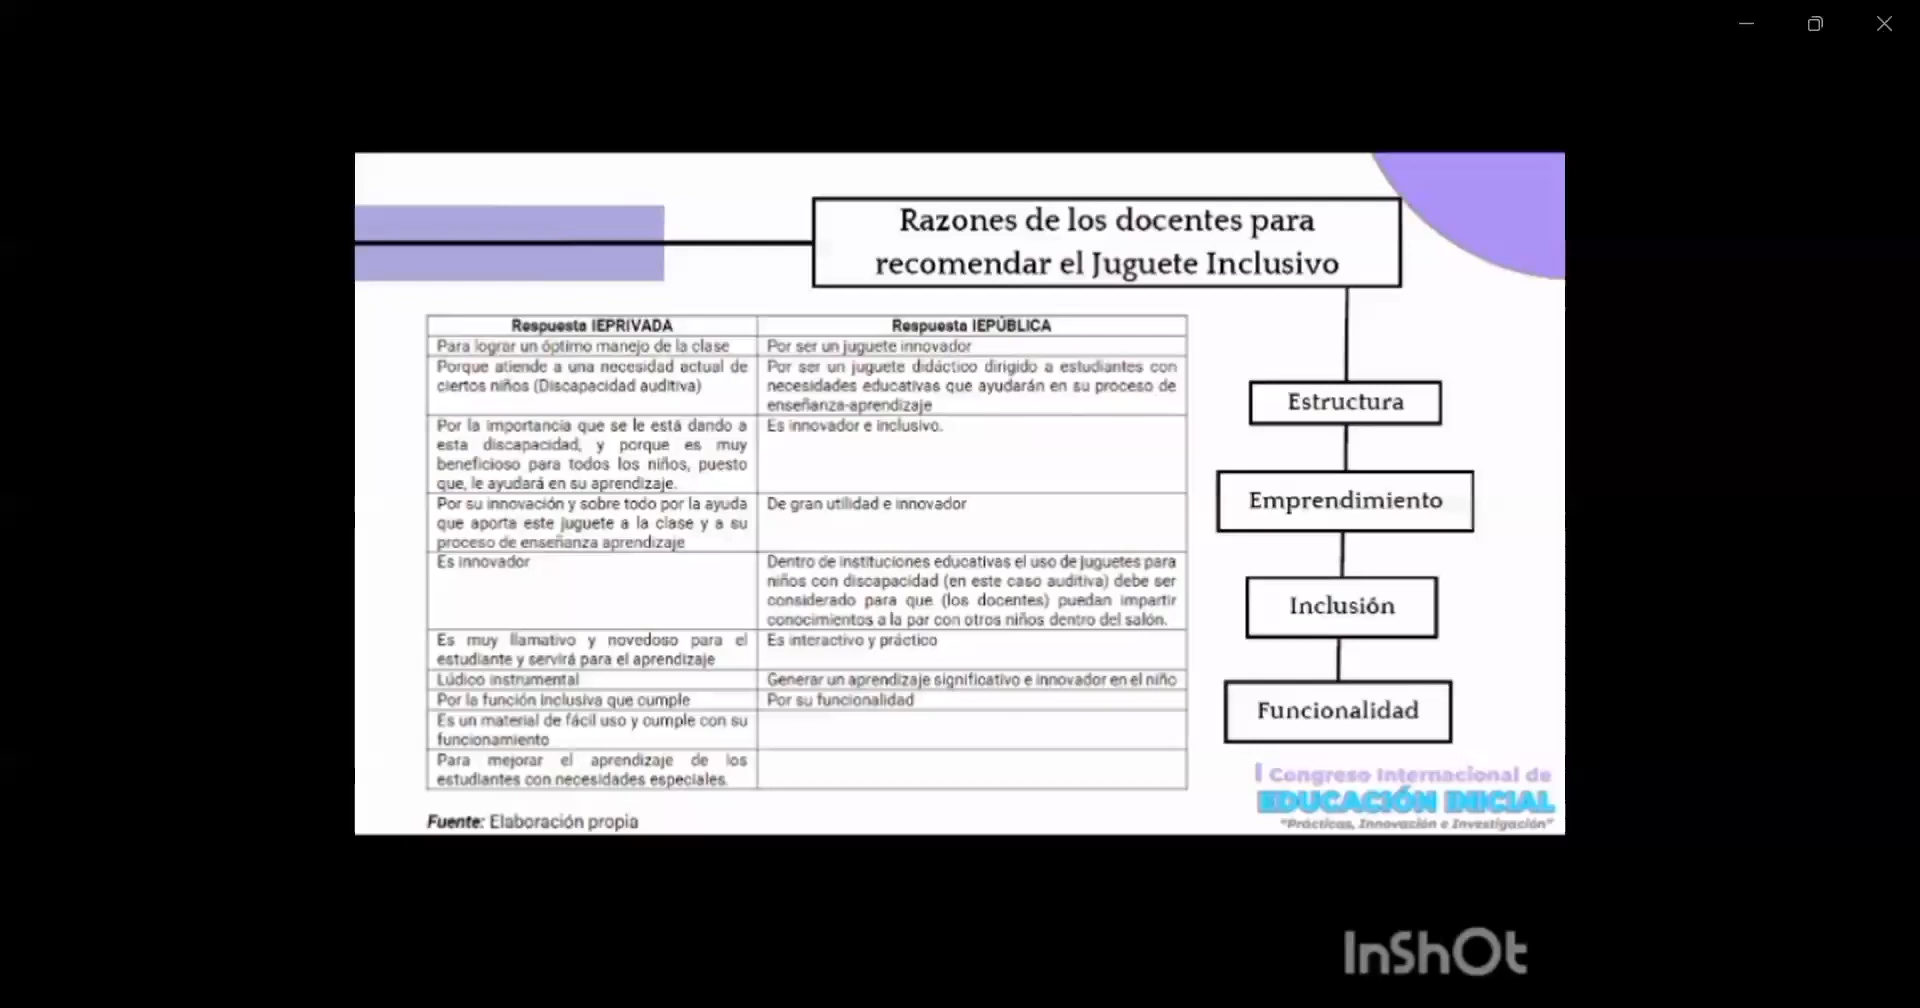 Razones de los docentes para
recomendar el Juguete Inclusivo
Respuesta IEPRIVADA
Respuesta IEPÚBLICA
Para lograr un óptimo manejo de la clase
Por ser un juguete innovador
Porque atiende a una necesidad actual de
ciertos niños (Discapacidad auditiva)
Por ser un juguete didáctico dirigido a estudiantes con
necesidades educativas que ayudarán en su proceso de
enseñanza-aprendizaje
Por la importancia que se le está dando a
esta discapacidad, y porque es muy
beneficioso para todos los niños, puesto
que, le ayudará en su aprendizaje.
Es innovador e inclusivo.
Por su innovación y sobre todo por la ayuda
que aporta este juguete a la clase y a su
proceso de enseñanza aprendizaje
De gran utilidad e innovador
Es innovador
Dentro de instituciones educativas el uso de juguetes para
niños con discapacidad (en este caso auditiva) debe ser
considerado para que (los docentes) puedan impartir
conocimientos a la par con otros niños dentro del salón.
Es muy llamativo y novedoso para el
estudiante y servirá para el aprendizaje
Es interactivo y práctico
Lúdico instrumental
Generar un aprendizaje significativo e innovador en el niño
Por la función inclusiva que cumple
Por su funcionalidad
Es un material de fácil uso y cumple con su
funcionamiento
Para mejorar el aprendizaje de los
estudiantes con necesidades especiales.
Fuente: Elaboración propia
Estructura
Emprendimiento
Inclusión
Funcionalidad
I Congreso Internacional de
EDUCACIÓN INICIAL
"Prácticas, Innovación e Investigación"
InShOt